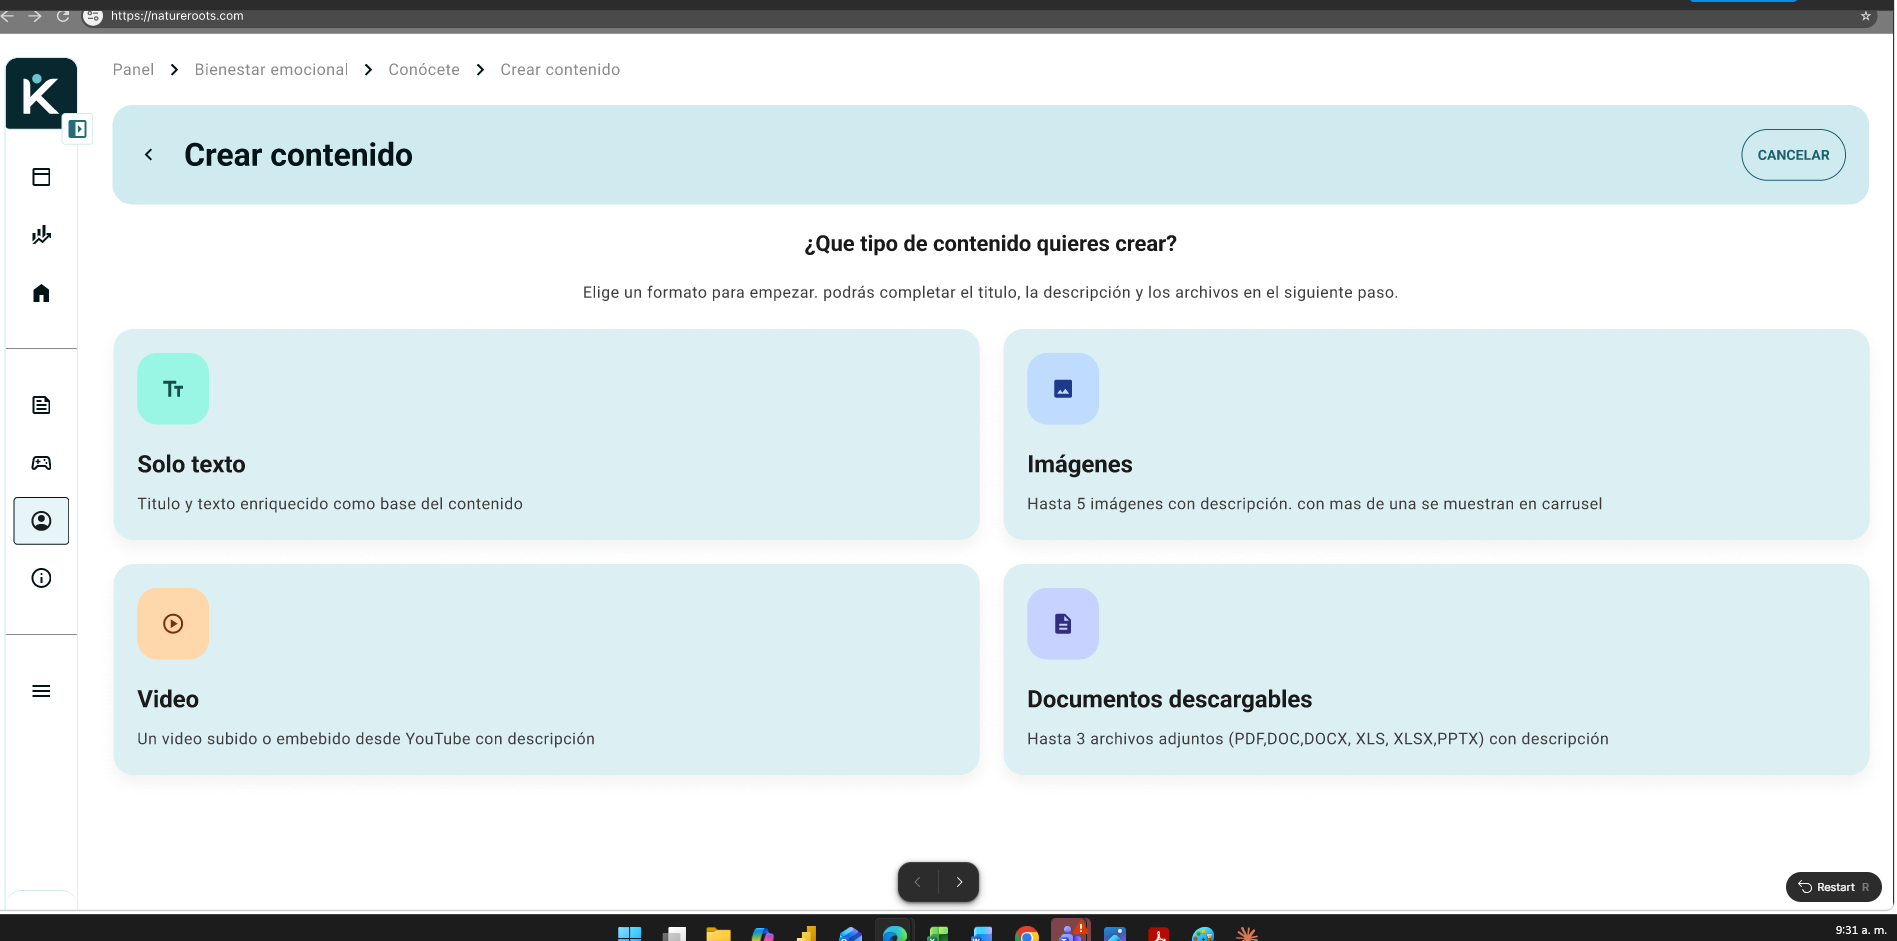 https://natureroots.com
Panel > Bienestar emocional > Conócete > Crear contenido
Crear contenido
CANCELAR
¿Que tipo de contenido quieres crear?
Elige un formato para empezar. podrás completar el titulo, la descripción y los archivos en el siguiente paso.
Tт
Solo texto
Titulo y texto enriquecido como base del contenido
Imágenes
Hasta 5 imágenes con descripción. con mas de una se muestran en carrusel
Video
Un video subido o embebido desde YouTube con descripción
Documentos descargables
Hasta 3 archivos adjuntos (PDF,DOC,DOCX, XLS, XLSX,PPTX) con descripción
Restart R
9:31 a. m.